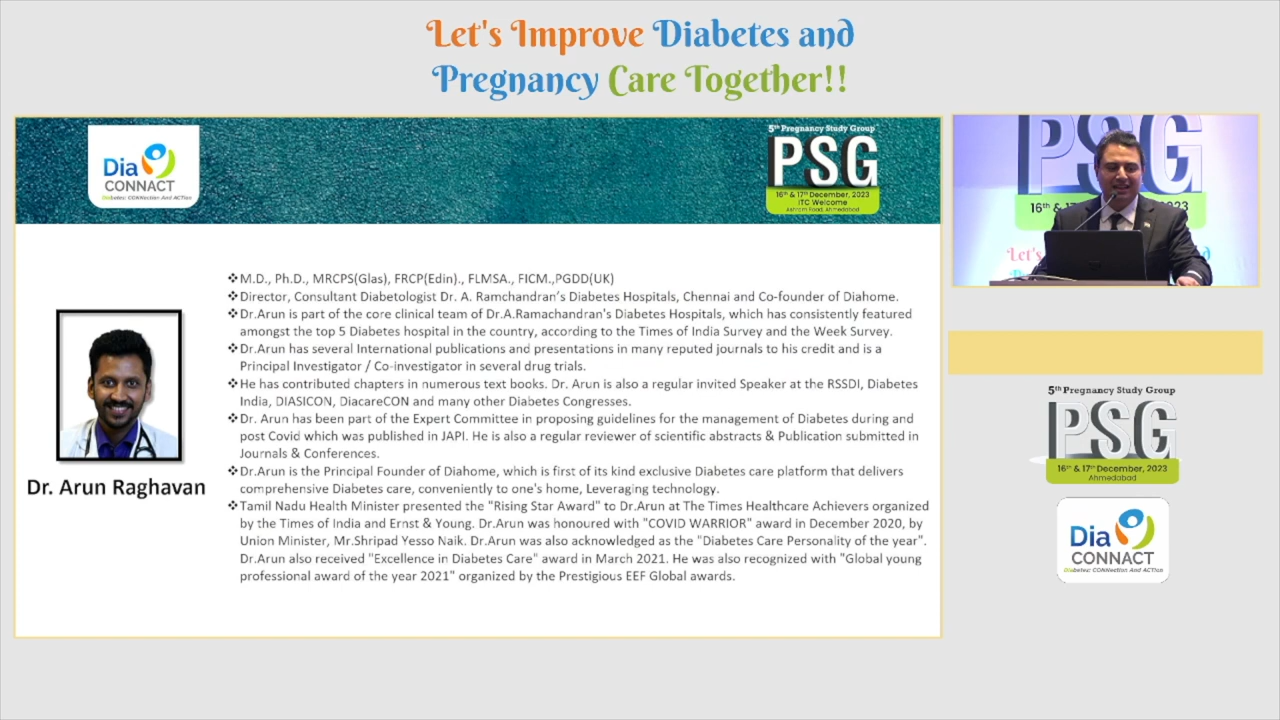 Let's Improve Diabetes and
Pregnancy Care Together!!
Dia
CONNACT
Diabetes: CONNection And ACTion
5th Pregnancy Study Group
PSG
16th & 17th December, 2023
ITC Welcome
Ashram Road, Ahmedabad
❖M.D., Ph.D., MRCPS(Glas), FRCP(Edin)., FLMSA., FICM.,PGDD(UK)
❖Director, Consultant Diabetologist Dr. A. Ramchandran's Diabetes Hospitals, Chennai and Co-founder of Diahome.
❖Dr.Arun is part of the core clinical team of Dr.A.Ramachandran's Diabetes Hospitals, which has consistently featured
amongst the top 5 Diabetes hospital in the country, according to the Times of India Survey and the Week Survey.
❖Dr.Arun has several International publications and presentations in many reputed journals to his credit and is a
Principal Investigator / Co-investigator in several drug trials.
❖He has contributed chapters in numerous text books. Dr. Arun is also a regular invited Speaker at the RSSDI, Diabetes
India, DIASICON, DiacareCON and many other Diabetes Congresses.
❖Dr. Arun has been part of the Expert Committee in proposing guidelines for the management of Diabetes during and
post Covid which was published in JAPI. He is also a regular reviewer of scientific abstracts & Publication submitted in
Journals & Conferences.
❖Dr.Arun is the Principal Founder of Diahome, which is first of its kind exclusive Diabetes care platform that delivers
comprehensive Diabetes care, conveniently to one's home, Leveraging technology.
❖Tamil Nadu Health Minister presented the "Rising Star Award" to Dr.Arun at The Times Healthcare Achievers organized
by the Times of India and Ernst & Young. Dr.Arun was honoured with "COVID WARRIOR" award in December 2020, by
Union Minister, Mr.Shripad Yesso Naik. Dr.Arun was also acknowledged as the "Diabetes Care Personality of the year".
Dr.Arun also received "Excellence in Diabetes Care" award in March 2021. He was also recognized with "Global young
professional award of the year 2021" organized by the Prestigious EEF Global awards.
Dr. Arun Raghavan
PSG
16th & 17
2023
Let's
5th Pregnancy Study Group
PSG
16th & 17th December, 2023
Ahmedabad
Dia
CONNACT
Diabetes: CONNection And ACTion